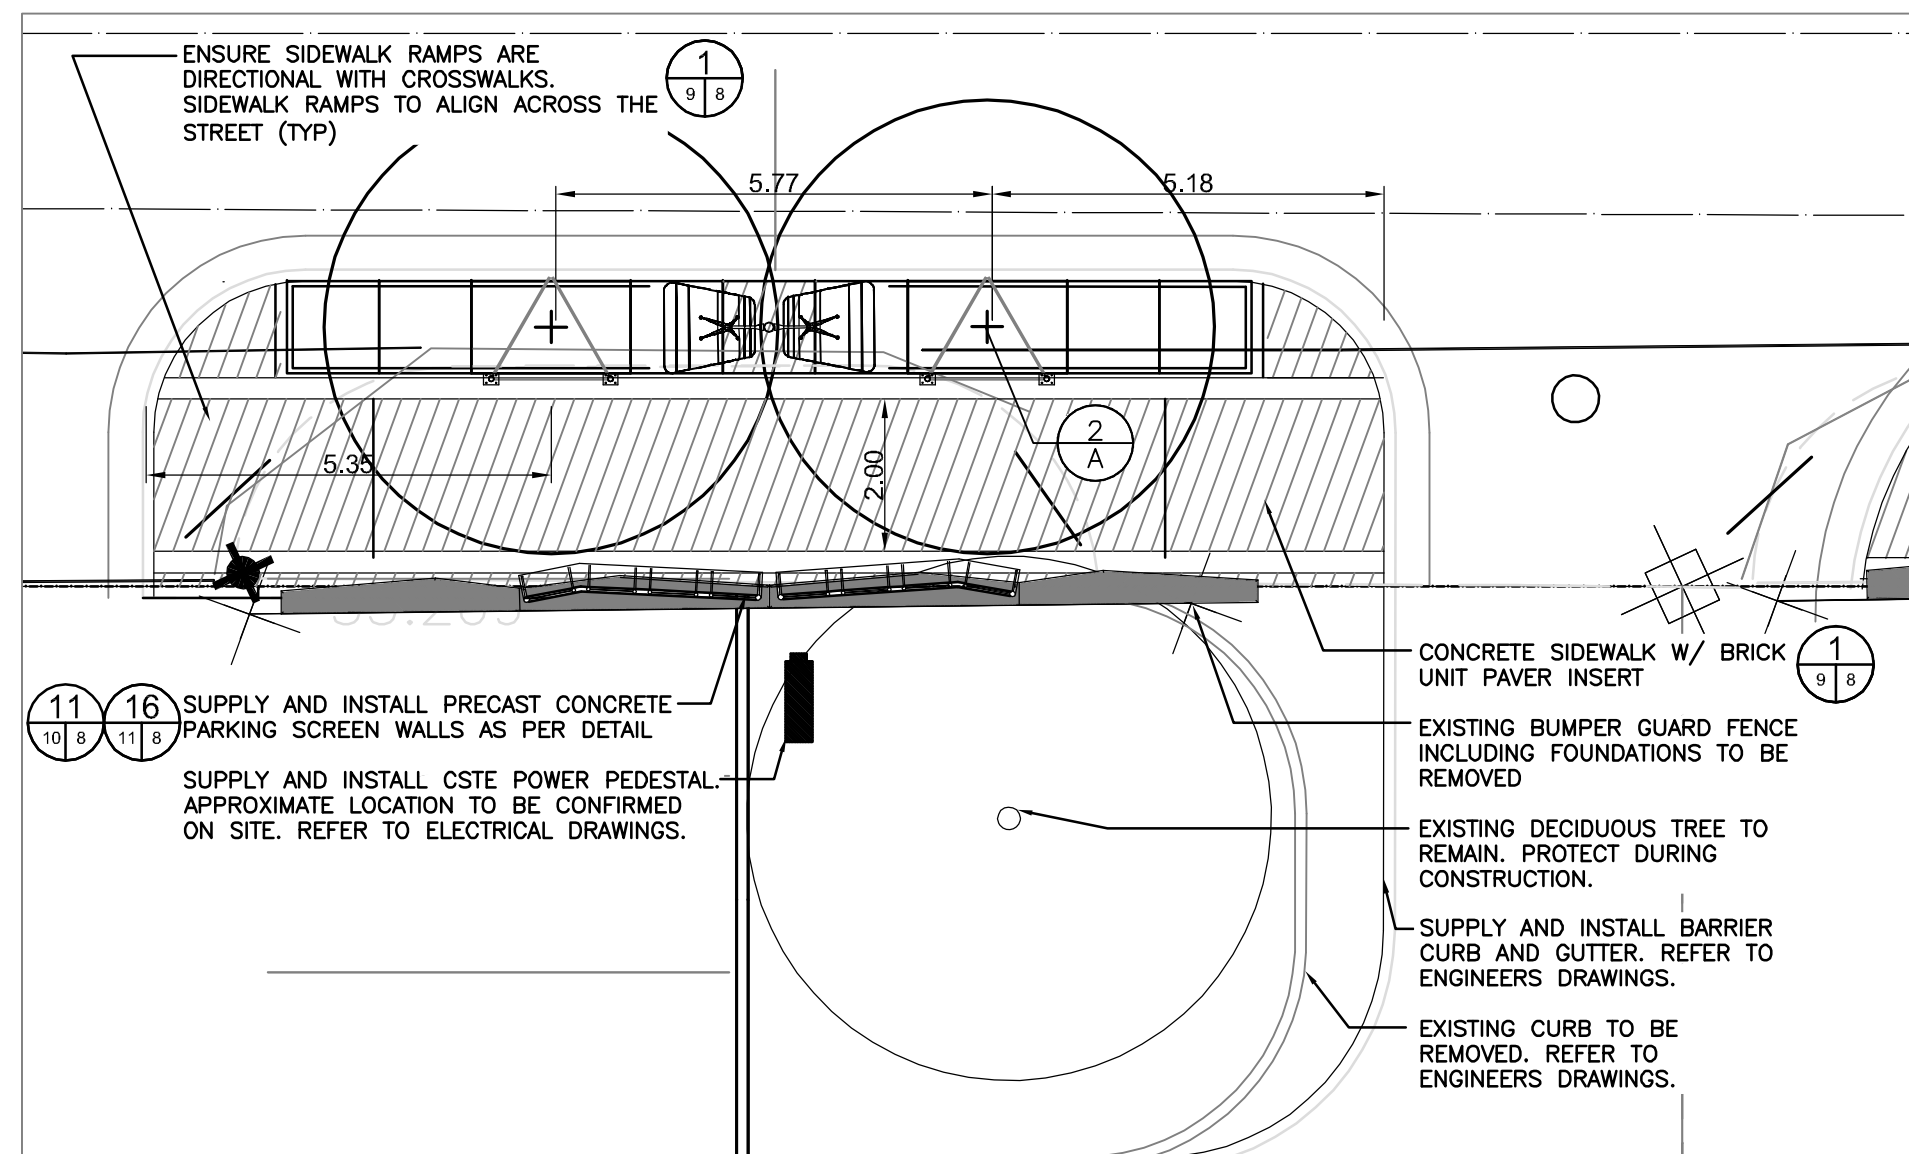 ENSURE SIDEWALK RAMPS ARE
DIRECTIONAL WITH CROSSWALKS.
SIDEWALK RAMPS TO ALIGN ACROSS THE
STREET (TYP)
1
9 8
5.77
5.18
5.35
2.00
2
A
CONCRETE SIDEWALK W/ BRICK
UNIT PAVER INSERT
1
9 8
11
10 8
16
11 8
SUPPLY AND INSTALL PRECAST CONCRETE
PARKING SCREEN WALLS AS PER DETAIL
EXISTING BUMPER GUARD FENCE
INCLUDING FOUNDATIONS TO BE
REMOVED
SUPPLY AND INSTALL CSTE POWER PEDESTAL.
APPROXIMATE LOCATION TO BE CONFIRMED
ON SITE. REFER TO ELECTRICAL DRAWINGS.
EXISTING DECIDUOUS TREE TO
REMAIN. PROTECT DURING
CONSTRUCTION.
SUPPLY AND INSTALL BARRIER
CURB AND GUTTER. REFER TO
ENGINEERS DRAWINGS.
EXISTING CURB TO BE
REMOVED. REFER TO
ENGINEERS DRAWINGS.